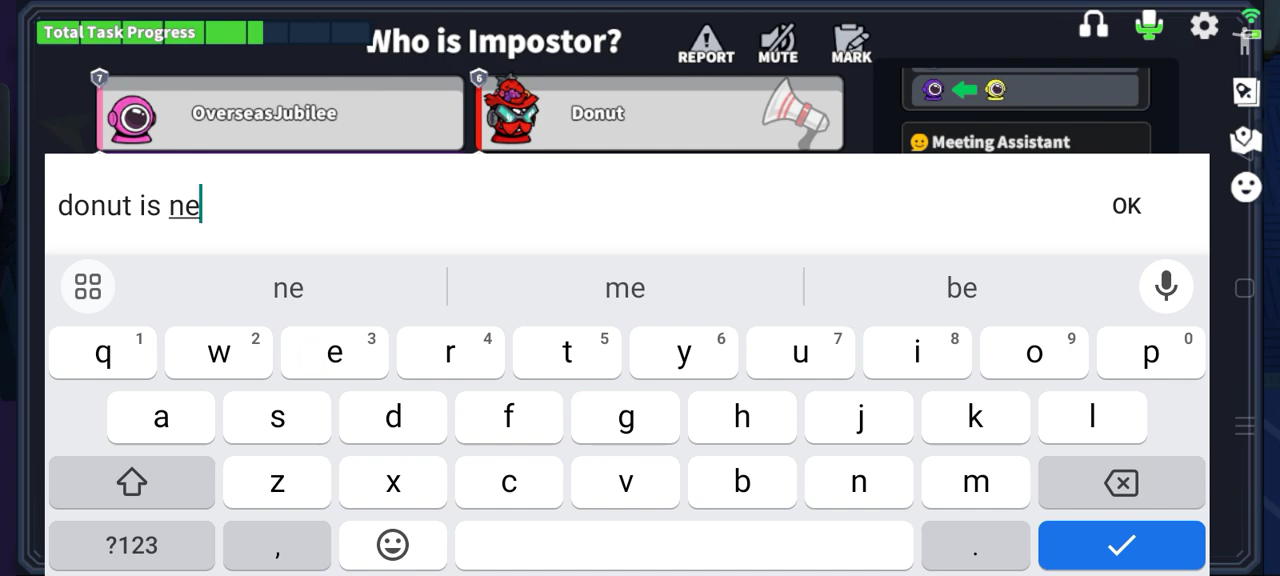 Total Task Progress
Who is Impostor?
REPORT
MUTE
MARK
7
OverseasJubilee
6
Donut
Meeting Assistant
donut is ne
OK
ne
me
be
q 1 w 2 e 3 r 4 t 5 y 6 u 7 i 8 o 9 p 0
a s d f g h j k l
z x c v b n m
?123 , .